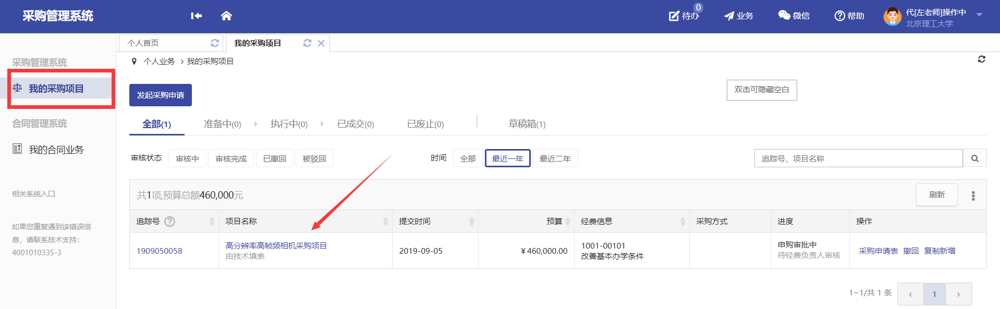 采购管理系统
待办 0
业务
微信
帮助
代[左老师]操作中
北京理工大学
采购管理系统
我的采购项目
合同管理系统
我的合同业务
相关系统入口
如果您重复遇到该错误信
息，请联系技术支持：
4001010335-3
个人首页
我的采购项目
个人业务 > 我的采购项目
发起采购申请
双击可隐藏空白
全部(1) 准备中(0) 执行中(0) 已成交(0) 已废止(0) 草稿箱(1)
审核状态 审核中 审核完成 已撤回 被驳回 时间 全部 最近一年 最近二年 追踪号、项目名称
共1项,预算总额460,000元 刷新
追踪号 项目名称 提交时间 预算 经费信息 采购方式 进度 操作
1909050058
高分辨率高帧频相机采购项目
由技术填表
2019-09-05
￥460,000.00
1001-00101
改善基本办学条件
申购审批中
待经费负责人审核
采购申请表 撤回 复制新增
1~1/共 1 条 ‹ 1 ›